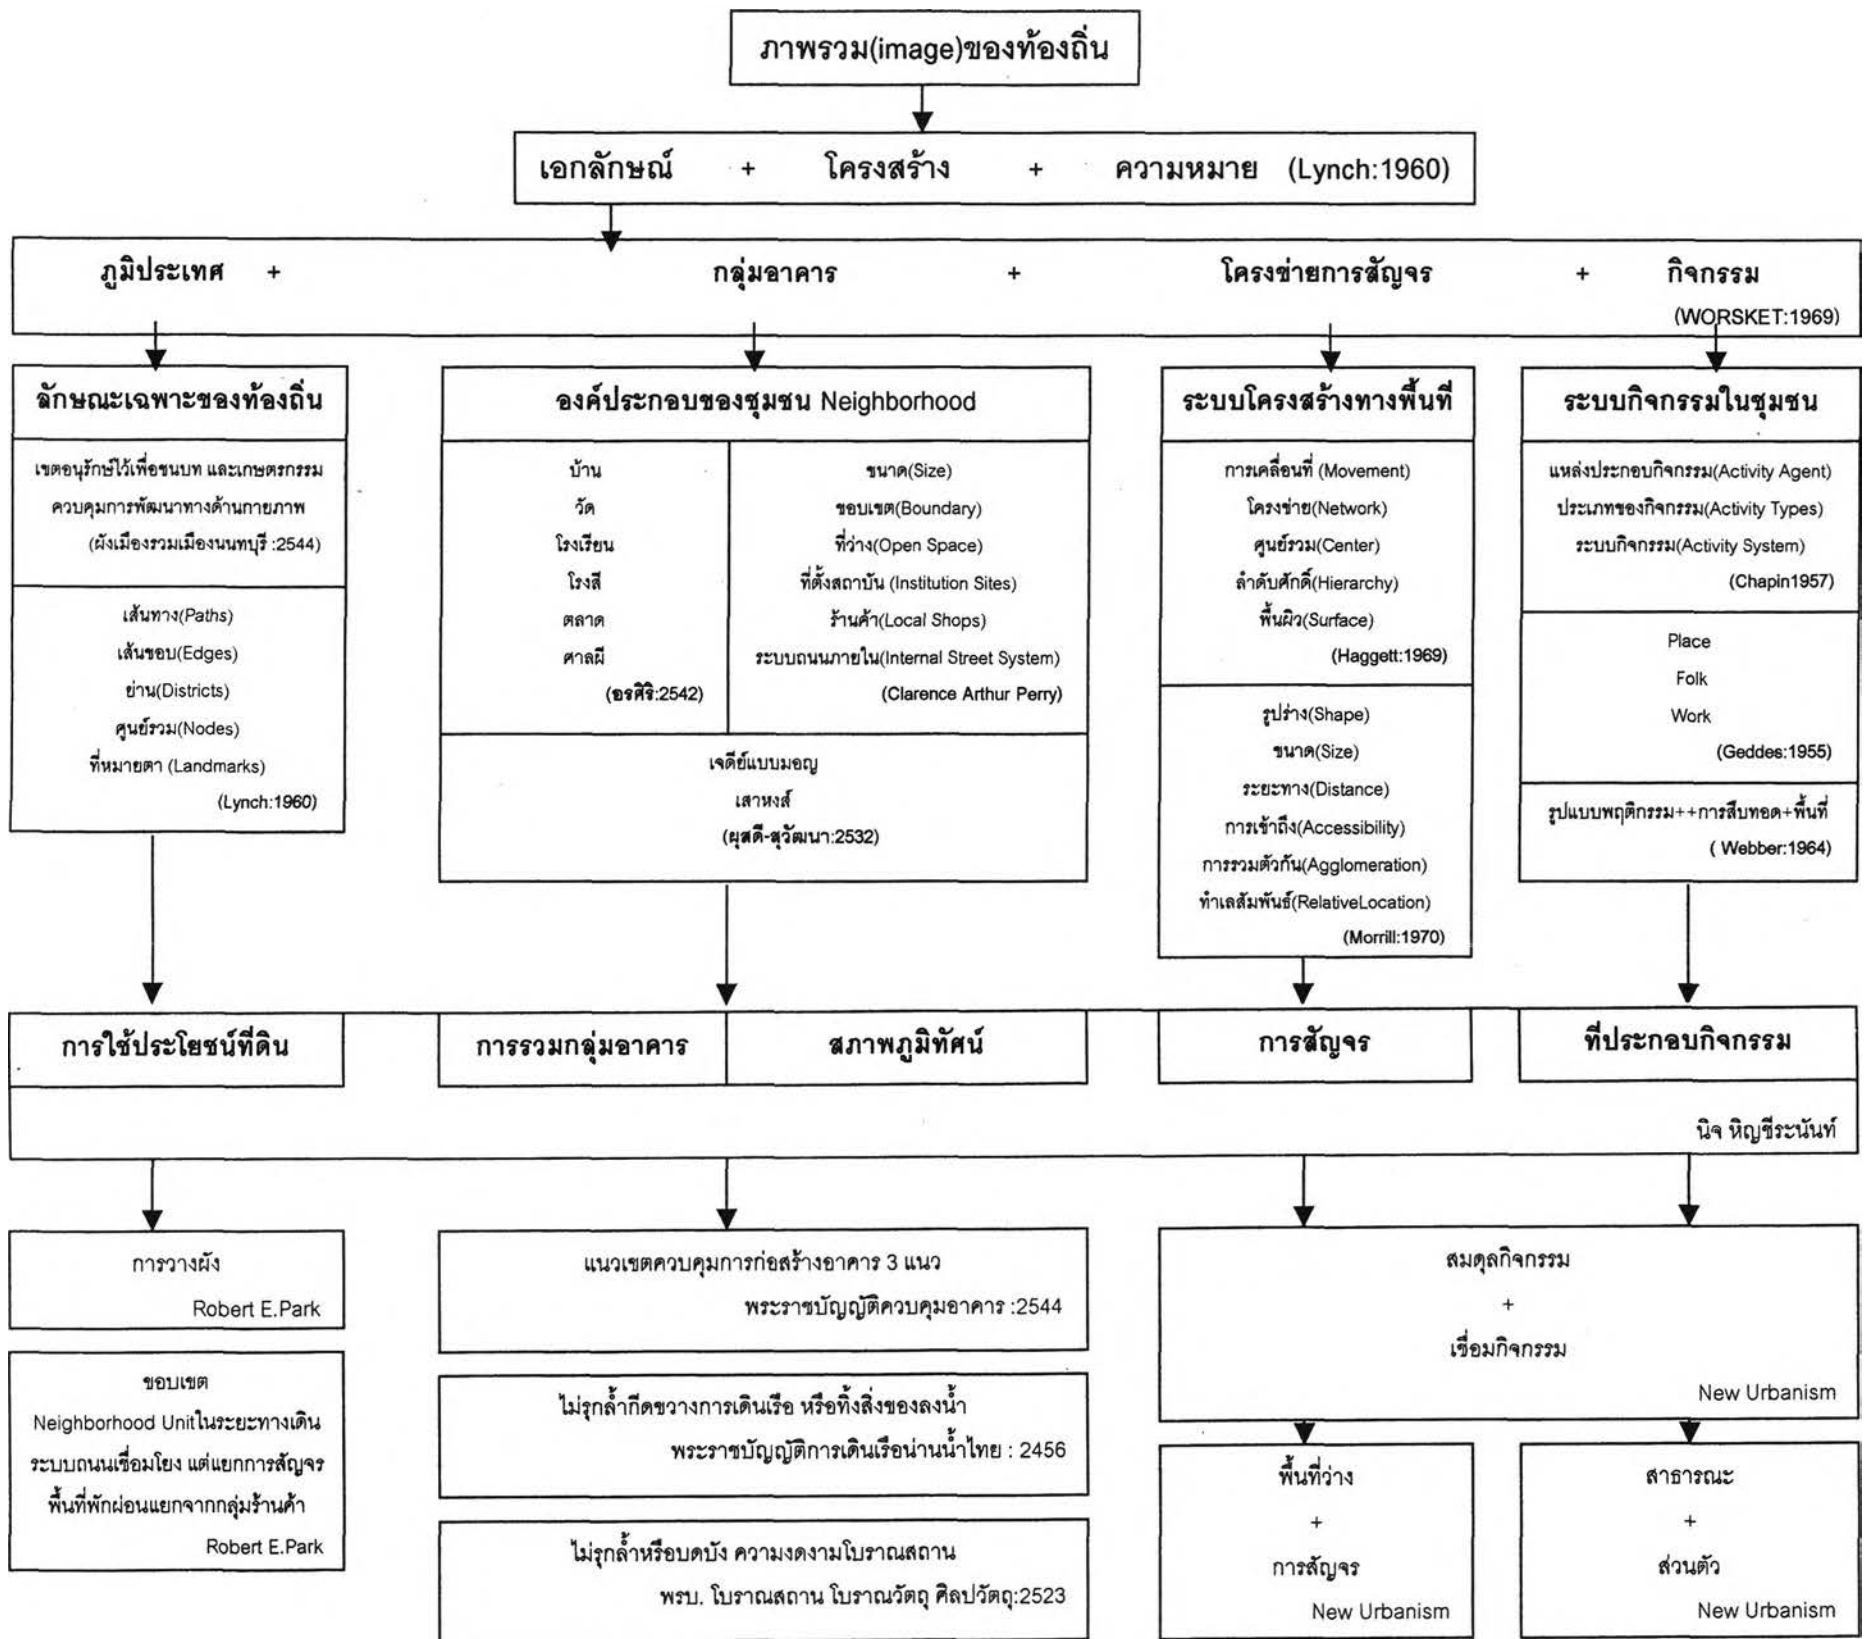 ภาพรวม(image)ของท้องถิ่น
เอกลักษณ์ + โครงสร้าง + ความหมาย (Lynch:1960)
ภูมิประเทศ + กลุ่มอาคาร + โครงข่ายการสัญจร + กิจกรรม
(WORSKET:1969)
ลักษณะเฉพาะของท้องถิ่น
เขตอนุรักษ์ไว้เพื่อชนบท และเกษตรกรรม
ควบคุมการพัฒนาทางด้านกายภาพ
(ผังเมืองรวมเมืองนนทบุรี :2544)
เส้นทาง(Paths)
เส้นขอบ(Edges)
ย่าน(Districts)
ศูนย์รวม(Nodes)
ที่หมายตา (Landmarks)
(Lynch:1960)
องค์ประกอบของชุมชน Neighborhood
บ้าน
วัด
โรงเรียน
โรงสี
ตลาด
ศาลผี
(อรศิริ:2542)
ขนาด(Size)
ขอบเขต(Boundary)
ที่ว่าง(Open Space)
ที่ตั้งสถาบัน (Institution Sites)
ร้านค้า(Local Shops)
ระบบถนนภายใน(Internal Street System)
(Clarence Arthur Perry)
เจดีย์แบบมอญ
เสาหงส์
(ผุสดี-สุวัฒนา:2532)
ระบบโครงสร้างทางพื้นที่
การเคลื่อนที่ (Movement)
โครงข่าย(Network)
ศูนย์รวม(Center)
ลำดับศักดิ์(Hierarchy)
พื้นผิว(Surface)
(Haggett:1969)
รูปร่าง(Shape)
ขนาด(Size)
ระยะทาง(Distance)
การเข้าถึง(Accessibility)
การรวมตัวกัน(Agglomeration)
ทำเลสัมพันธ์(RelativeLocation)
(Morrill:1970)
ระบบกิจกรรมในชุมชน
แหล่งประกอบกิจกรรม(Activity Agent)
ประเภทของกิจกรรม(Activity Types)
ระบบกิจกรรม(Activity System)
(Chapin1957)
Place
Folk
Work
(Geddes:1955)
รูปแบบพฤติกรรม++การสืบทอด+พื้นที่
( Webber:1964)
การใช้ประโยชน์ที่ดิน
การรวมกลุ่มอาคาร
สภาพภูมิทัศน์
การสัญจร
ที่ประกอบกิจกรรม
นิจ หิญชีระนันท์
การวางผัง
Robert E.Park
ขอบเขต
Neighborhood Unitในระยะทางเดิน
ระบบถนนเชื่อมโยง แต่แยกการสัญจร
พื้นที่พักผ่อนแยกจากกลุ่มร้านค้า
Robert E.Park
แนวเขตควบคุมการก่อสร้างอาคาร 3 แนว
พระราชบัญญัติควบคุมอาคาร :2544
ไม่รุกล้ำกีดขวางการเดินเรือ หรือทิ้งสิ่งของลงน้ำ
พระราชบัญญัติการเดินเรือน่านน้ำไทย : 2456
ไม่รุกล้ำหรือบดบัง ความงดงามโบราณสถาน
พรบ. โบราณสถาน โบราณวัตถุ ศิลปวัตถุ:2523
สมดุลกิจกรรม
+
เชื่อมกิจกรรม
New Urbanism
พื้นที่ว่าง
+
การสัญจร
New Urbanism
สาธารณะ
+
ส่วนตัว
New Urbanism